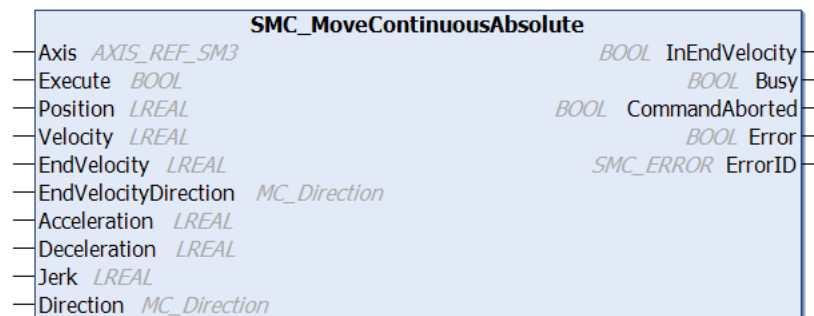 SMC_MoveContinuousAbsolute
Axis AXIS_REF_SM3 BOOL InEndVelocity
Execute BOOL BOOL Busy
Position LREAL BOOL CommandAborted
Velocity LREAL BOOL Error
EndVelocity LREAL SMC_ERROR ErrorID
EndVelocityDirection MC_Direction
Acceleration LREAL
Deceleration LREAL
Jerk LREAL
Direction MC_Direction